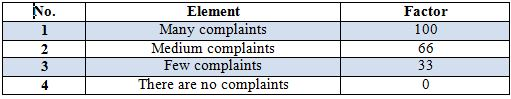 No. Element Factor
1 Many complaints 100
2 Medium complaints 66
3 Few complaints 33
4 There are no complaints 0